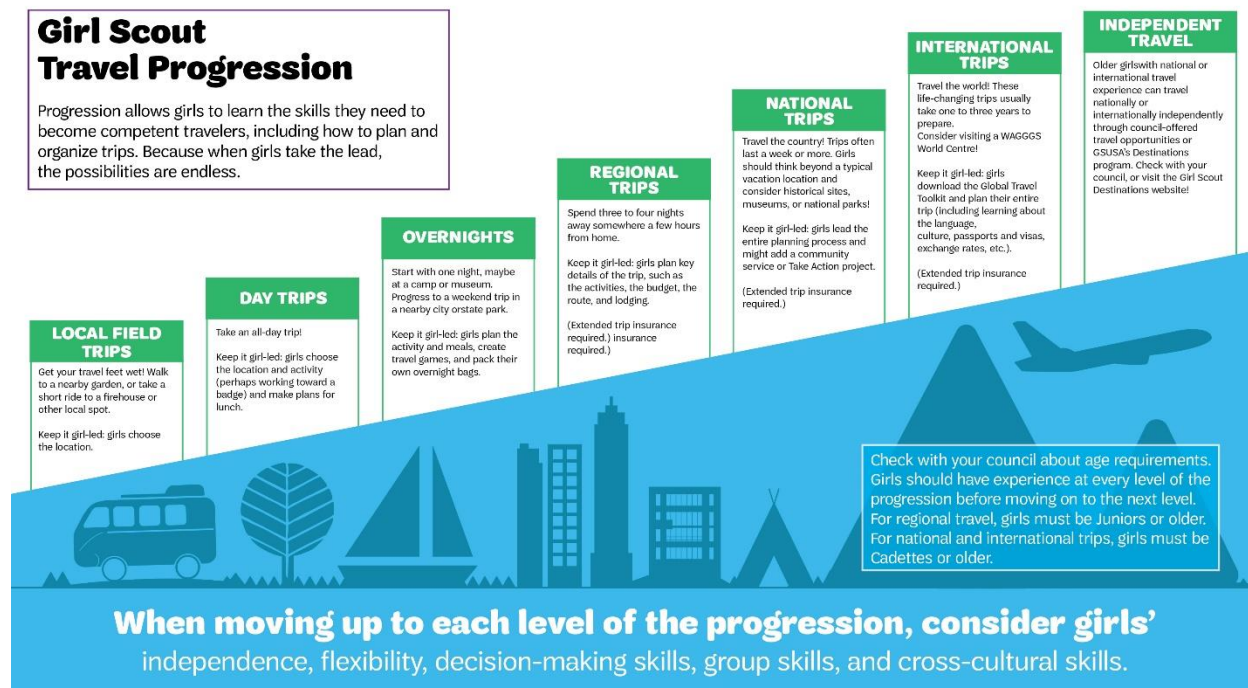 Girl Scout
Travel Progression
Progression allows girls to learn the skills they need to
become competent travelers, including how to plan and
organize trips. Because when girls take the lead,
the possibilities are endless.
LOCAL FIELD
TRIPS
Get your travel feet wet! Walk
to a nearby garden, or take a
short ride to a firehouse or
other local spot.
Keep it girl-led: girls choose
the location.
DAY TRIPS
Take an all-day trip!
Keep it girl-led: girls choose
the location and activity
(perhaps working toward a
badge) and make plans for
lunch.
OVERNIGHTS
Start with one night, maybe
at a camp or museum.
Progress to a weekend trip in
a nearby city orstate park.
Keep it girl-led: girls plan the
activity and meals, create
travel games, and pack their
own overnight bags.
REGIONAL
TRIPS
Spend three to four nights
away somewhere a few hours
from home.
Keep it girl-led: girls plan key
details of the trip, such as
the activities, the budget, the
route, and lodging.
(Extended trip insurance
required.) insurance
required.)
NATIONAL
TRIPS
Travel the country! Trips often
last a week or more. Girls
should think beyond a typical
vacation location and
consider historical sites,
museums, or national parks!
Keep it girl-led: girls lead the
entire planning process and
might add a community
service or Take Action project.
(Extended trip insurance
required.)
INTERNATIONAL
TRIPS
Travel the world! These
life-changing trips usually
take one to three years to
prepare.
Consider visiting a WAGGGS
World Centre!
Keep it girl-led: girls
download the Global Travel
Toolkit and plan their entire
trip (including learning about
the language,
culture, passports and visas,
exchange rates, etc.).
(Extended trip insurance
required.)
INDEPENDENT
TRAVEL
Older girlswith national or
international travel
experience can travel
nationally or
internationally independently
through council-offered
travel opportunities or
GSUSA's Destinations
program. Check with your
council, or visit the Girl Scout
Destinations website!
Check with your council about age requirements.
Girls should have experience at every level of the
progression before moving on to the next level.
For regional travel, girls must be Juniors or older.
For national and international trips, girls must be
Cadettes or older.
When moving up to each level of the progression, consider girls'
independence, flexibility, decision-making skills, group skills, and cross-cultural skills.